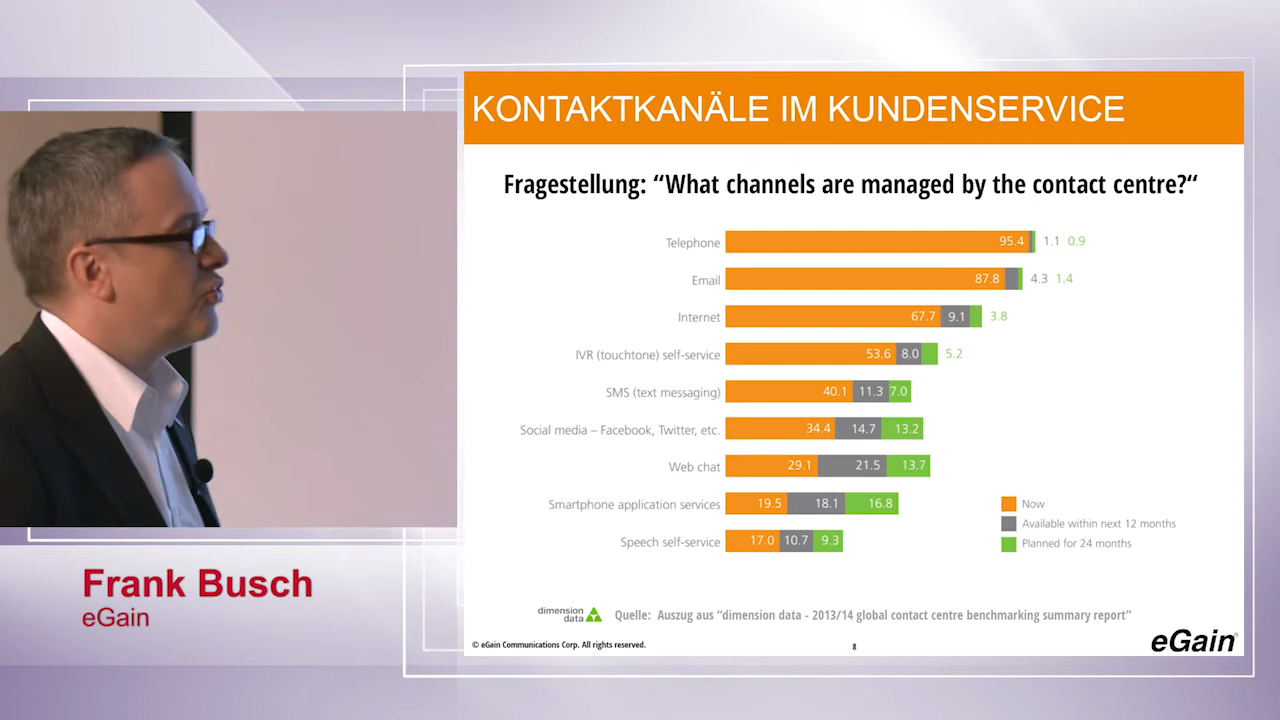 KONTAKTKANÄLE IM KUNDENSERVICE
Fragestellung: “What channels are managed by the contact centre?“
Telephone 95.4 1.1 0.9
Email 87.8 4.3 1.4
Internet 67.7 9.1 3.8
IVR (touchtone) self-service 53.6 8.0 5.2
SMS (text messaging) 40.1 11.3 7.0
Social media – Facebook, Twitter, etc. 34.4 14.7 13.2
Web chat 29.1 21.5 13.7
Smartphone application services 19.5 18.1 16.8
Speech self-service 17.0 10.7 9.3
Now
Available within next 12 months
Planned for 24 months
dimension
data
Quelle: Auszug aus “dimension data - 2013/14 global contact centre benchmarking summary report”
© eGain Communications Corp. All rights reserved.
8
eGain®
Frank Busch
eGain